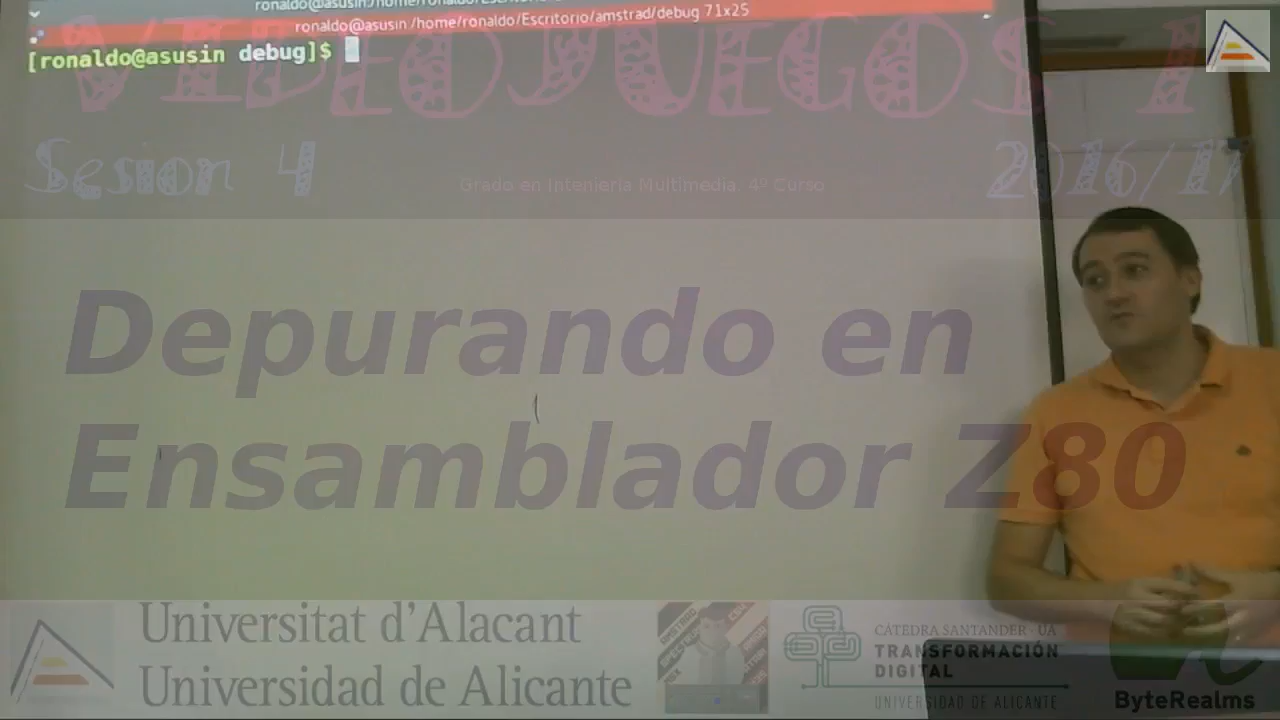 ronaldo@asusin:/home/ronaldo/Escritorio/amstrad/debug 71x25
[ronaldo@asusin debug]$
VIDEOJUEGOS 1
Sesion 4
Grado en Intenieria Multimedia. 4º Curso
2016/17
Depurando en
Ensamblador Z80
Universitat d'Alacant
Universidad de Alicante
CÁTEDRA SANTANDER - UA
TRANSFORMACIÓN
DIGITAL
UNIVERSIDAD DE ALICANTE
ByteRealms